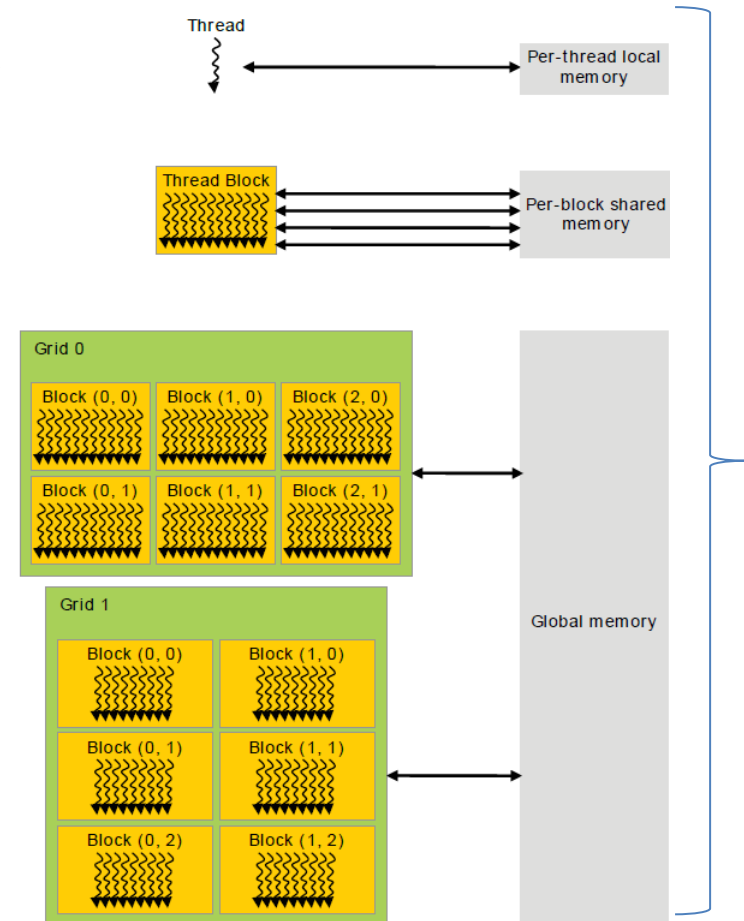 Thread
Per-thread local
memory
Thread Block
Per-block shared
memory
Grid 0
Block (0, 0)
Block (1, 0)
Block (2, 0)
Block (0, 1)
Block (1, 1)
Block (2, 1)
Grid 1
Block (0, 0)
Block (1, 0)
Global memory
Block (0, 1)
Block (1, 1)
Block (0, 2)
Block (1, 2)